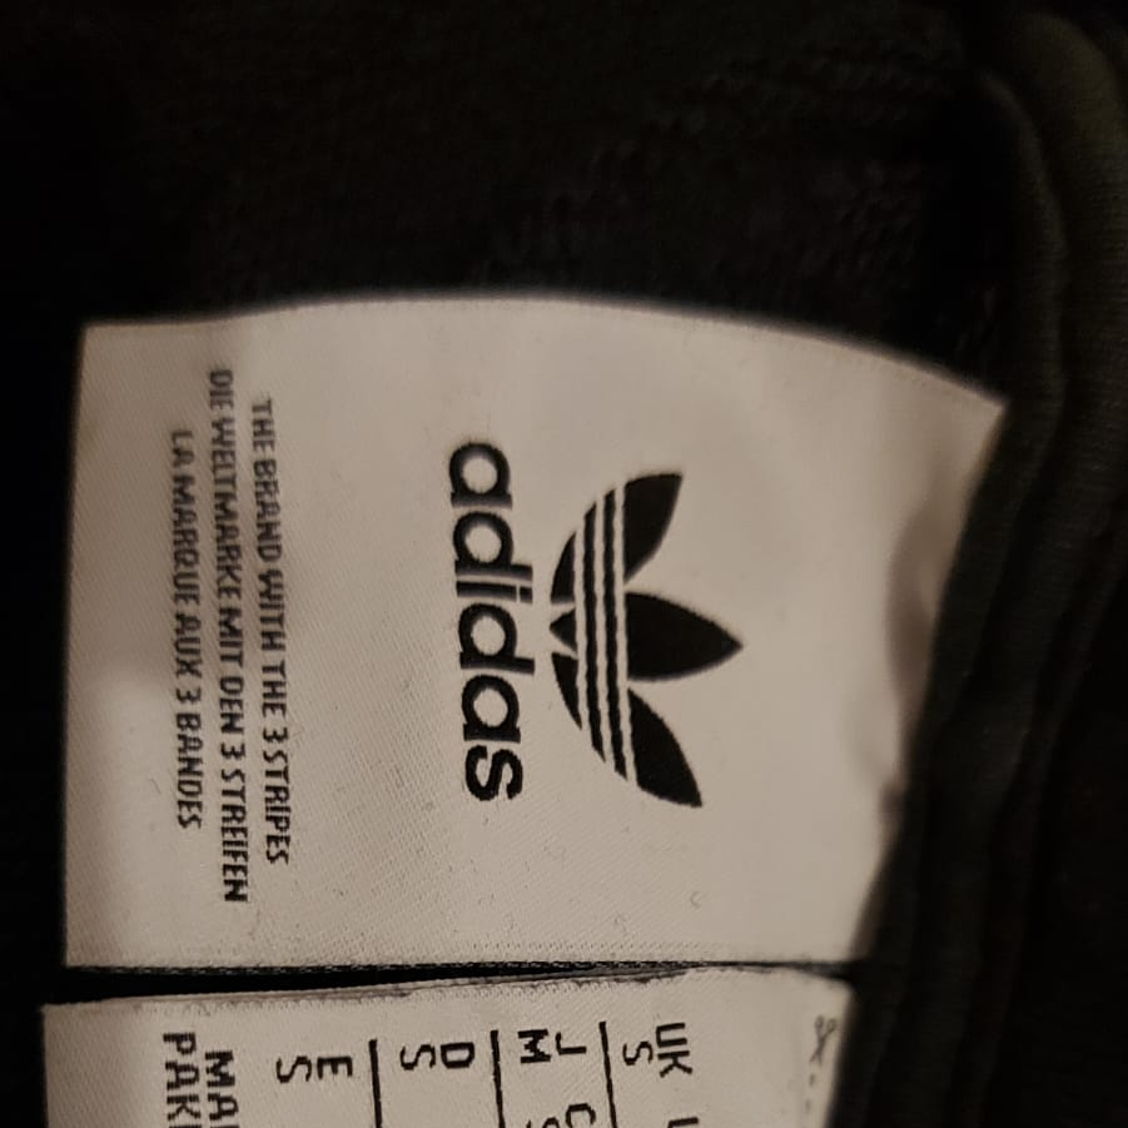 adidas
THE BRAND WITH THE 3 STRIPES
DIE WELTMARKE MIT DEN 3 STREIFEN
LA MARQUE AUX 3 BANDES
UK
S
J
M
D
S
E
S